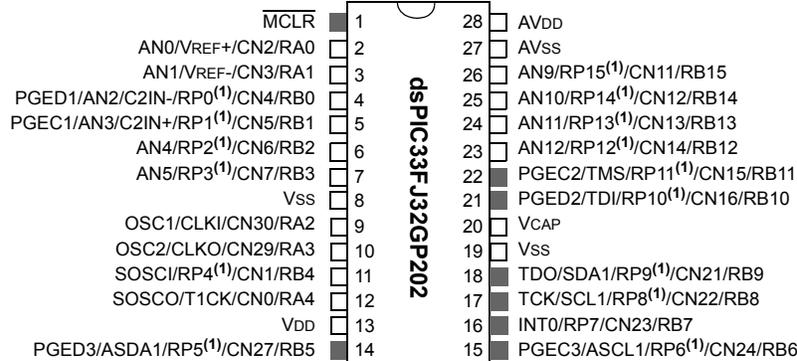 MCLR 1 28 AVDD
AN0/VREF+/CN2/RA0 2 27 AVSS
AN1/VREF-/CN3/RA1 3 26 AN9/RP15(1)/CN11/RB15
PGED1/AN2/C2IN-/RP0(1)/CN4/RB0 4 25 AN10/RP14(1)/CN12/RB14
PGEC1/AN3/C2IN+/RP1(1)/CN5/RB1 5 24 AN11/RP13(1)/CN13/RB13
AN4/RP2(1)/CN6/RB2 6 23 AN12/RP12(1)/CN14/RB12
AN5/RP3(1)/CN7/RB3 7 22 PGEC2/TMS/RP11(1)/CN15/RB11
VSS 8 21 PGED2/TDI/RP10(1)/CN16/RB10
OSC1/CLKI/CN30/RA2 9 20 VCAP
OSC2/CLKO/CN29/RA3 10 19 VSS
SOSCI/RP4(1)/CN1/RB4 11 18 TDO/SDA1/RP9(1)/CN21/RB9
SOSCO/T1CK/CN0/RA4 12 17 TCK/SCL1/RP8(1)/CN22/RB8
VDD 13 16 INT0/RP7/CN23/RB7
PGED3/ASDA1/RP5(1)/CN27/RB5 14 15 PGEC3/ASCL1/RP6(1)/CN24/RB6
dsPIC33FJ32GP202